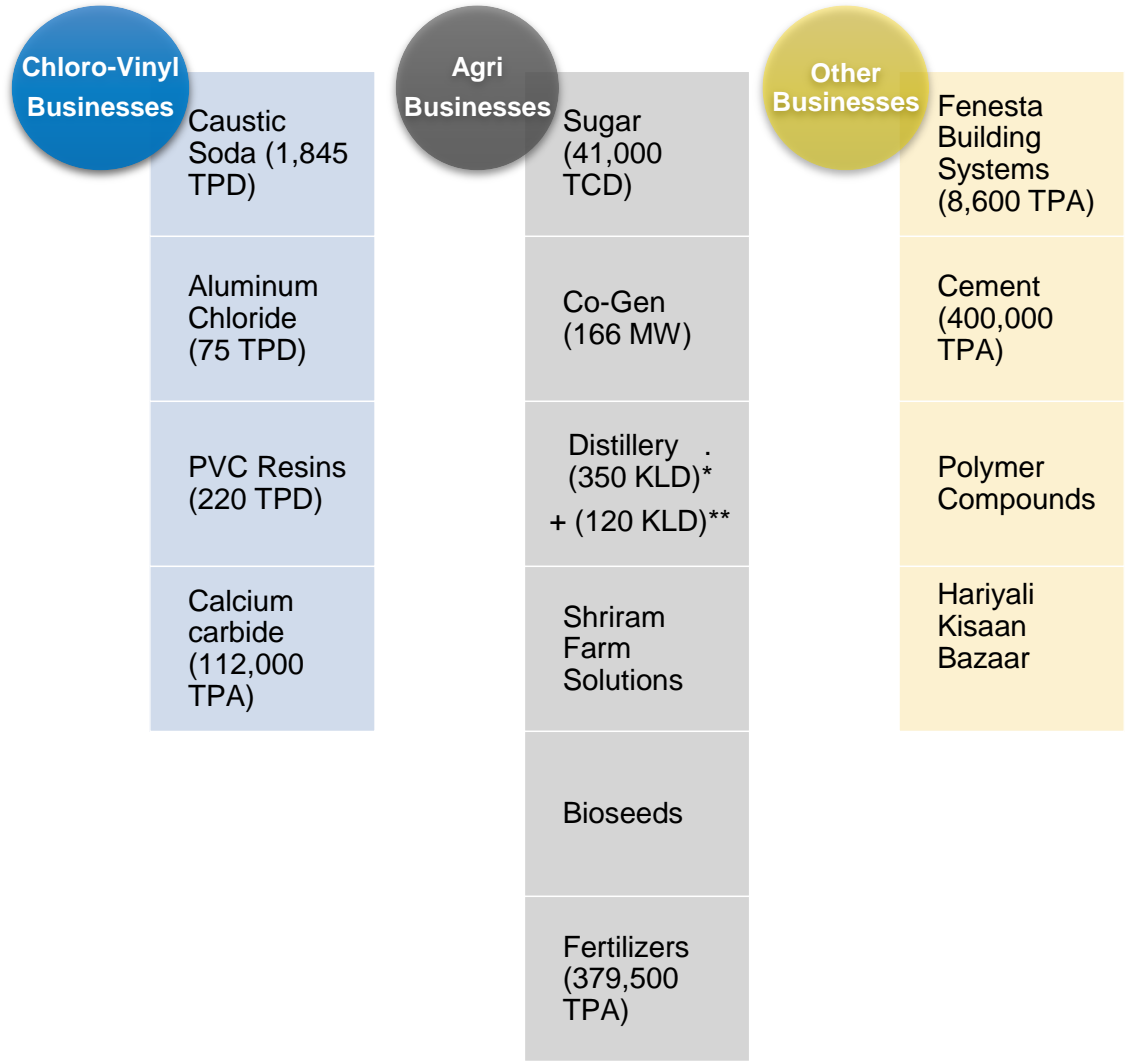 Chloro-Vinyl
Businesses
Caustic
Soda (1,845
TPD)
Aluminum
Chloride
(75 TPD)
PVC Resins
(220 TPD)
Calcium
carbide
(112,000
TPA)
Agri
Businesses
Sugar
(41,000
TCD)
Co-Gen
(166 MW)
Distillery .
(350 KLD)*
+ (120 KLD)**
Shriram
Farm
Solutions
Bioseeds
Fertilizers
(379,500
TPA)
Other
Businesses
Fenesta
Building
Systems
(8,600 TPA)
Cement
(400,000
TPA)
Polymer
Compounds
Hariyali
Kisaan
Bazaar